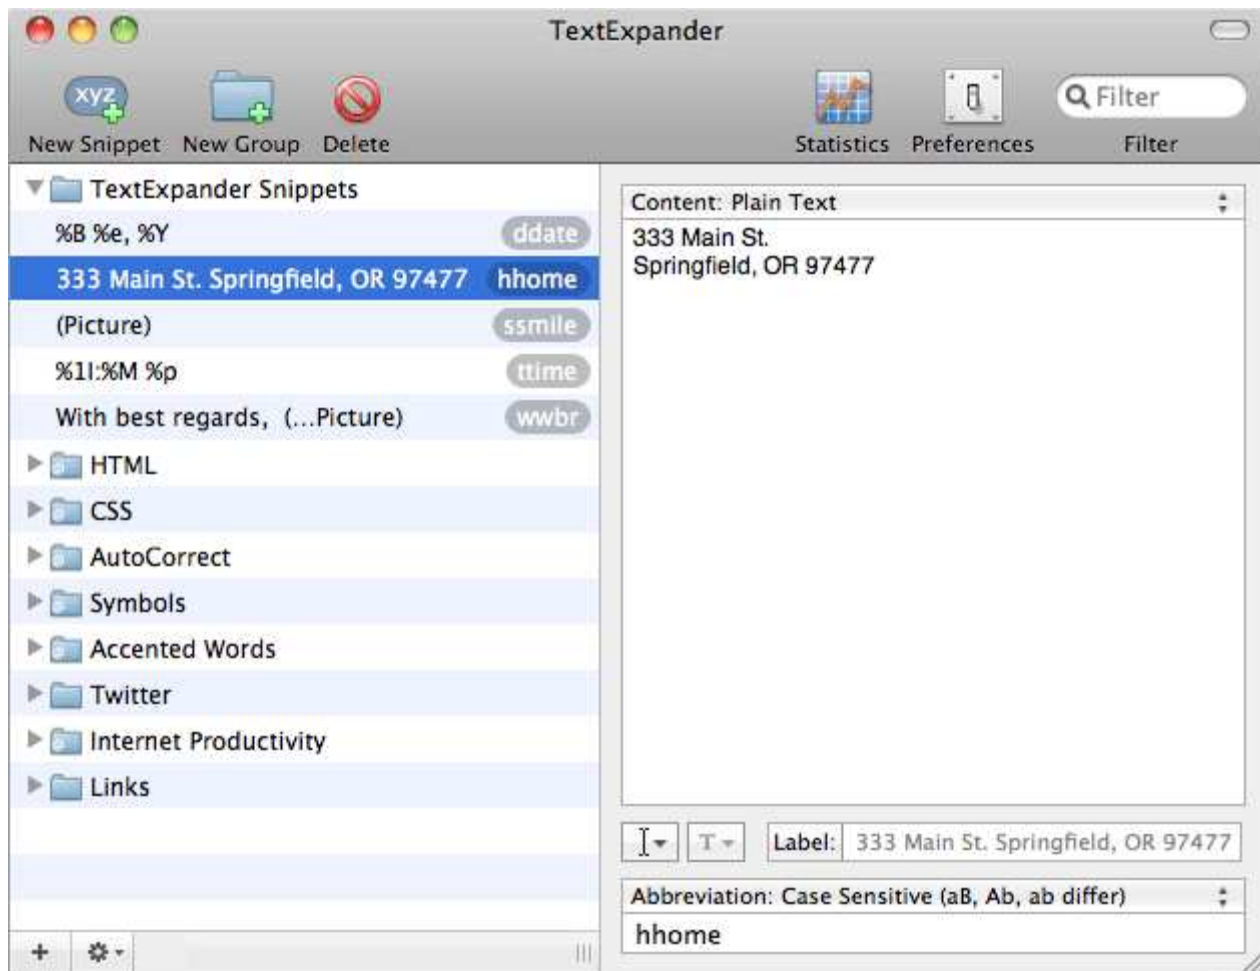 TextExpander
xyz
New Snippet New Group Delete
Filter
Statistics Preferences Filter
TextExpander Snippets
%B %e, %Y ddate
333 Main St. Springfield, OR 97477 hhome
(Picture) ssmile
%1I:%M %p ttime
With best regards, (...Picture) wwbr
HTML
CSS
AutoCorrect
Symbols
Accented Words
Twitter
Internet Productivity
Links
Content: Plain Text
333 Main St.
Springfield, OR 97477
T
Label: 333 Main St. Springfield, OR 97477
Abbreviation: Case Sensitive (aB, Ab, ab differ)
hhome